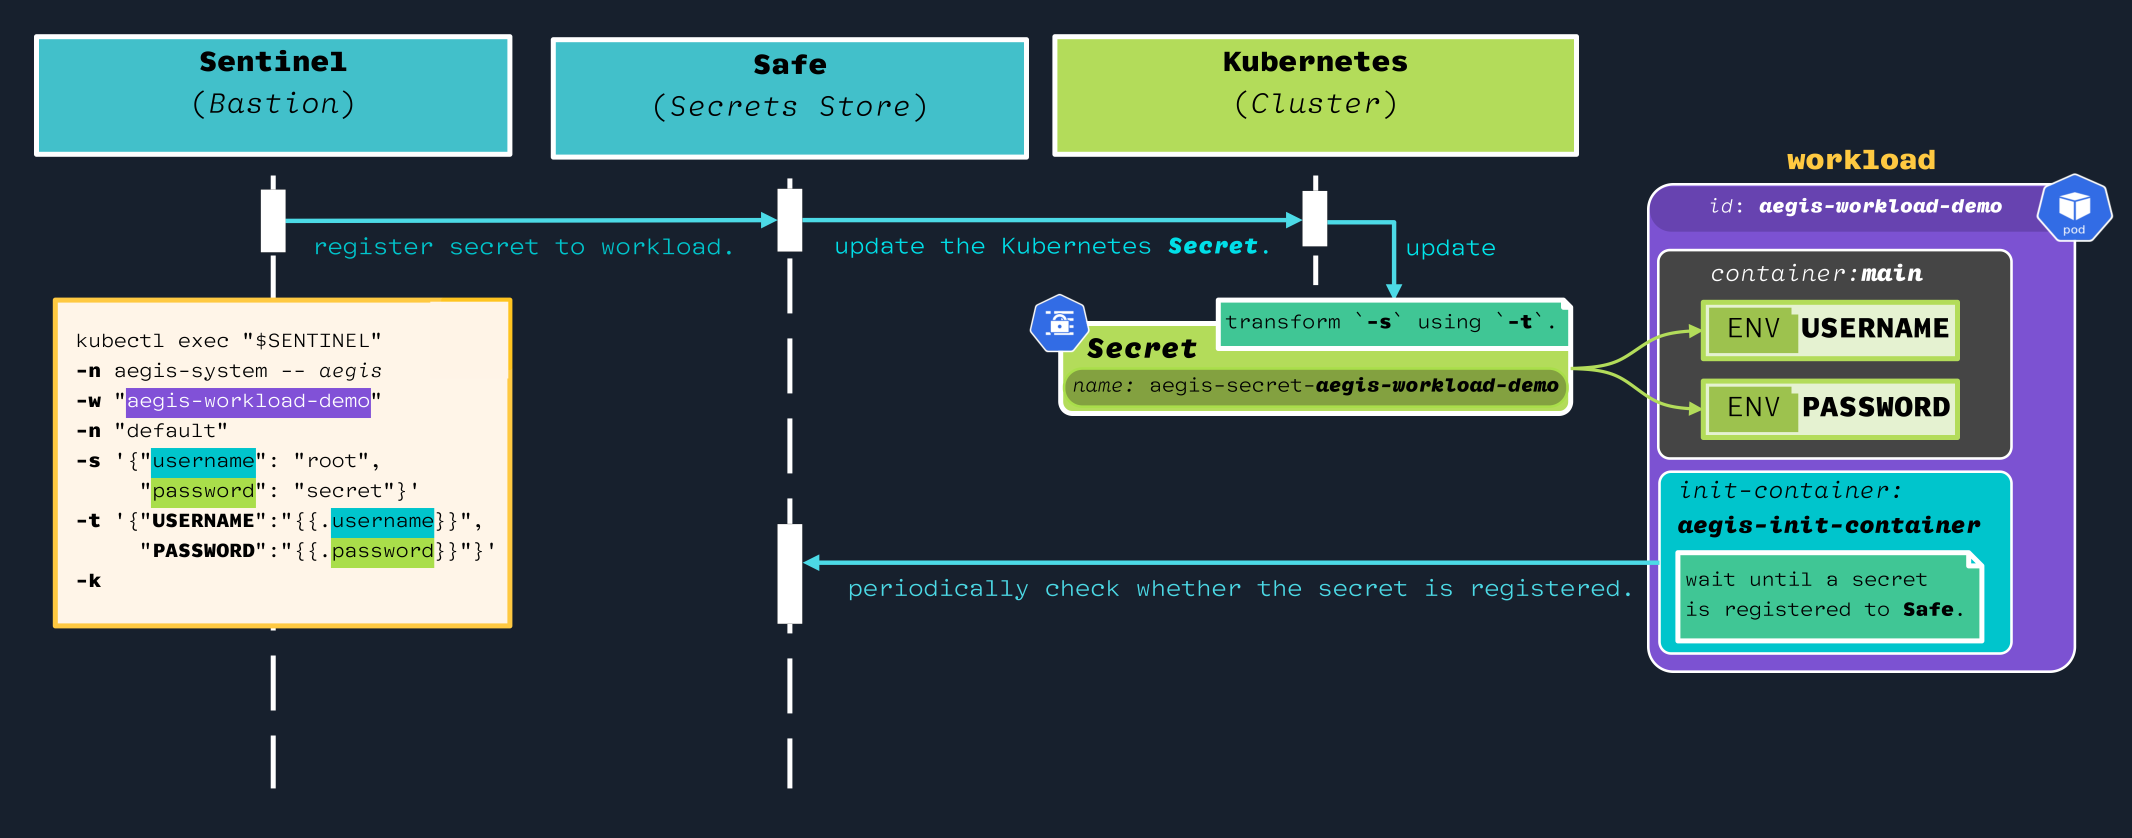 Sentinel
(Bastion)
Safe
(Secrets Store)
Kubernetes
(Cluster)
workload
id: aegis-workload-demo
pod
register secret to workload.
update the Kubernetes Secret.
update
container:main
ENV USERNAME
ENV PASSWORD
transform `-s` using `-t`.
Secret
name: aegis-secret-aegis-workload-demo
kubectl exec "$SENTINEL"
-n aegis-system -- aegis
-w "aegis-workload-demo"
-n "default"
-s '{"username": "root",
"password": "secret"}'
-t '{"USERNAME":"{{.username}}",
"PASSWORD":"{{.password}}"}'
-k
init-container:
aegis-init-container
wait until a secret
is registered to Safe.
periodically check whether the secret is registered.